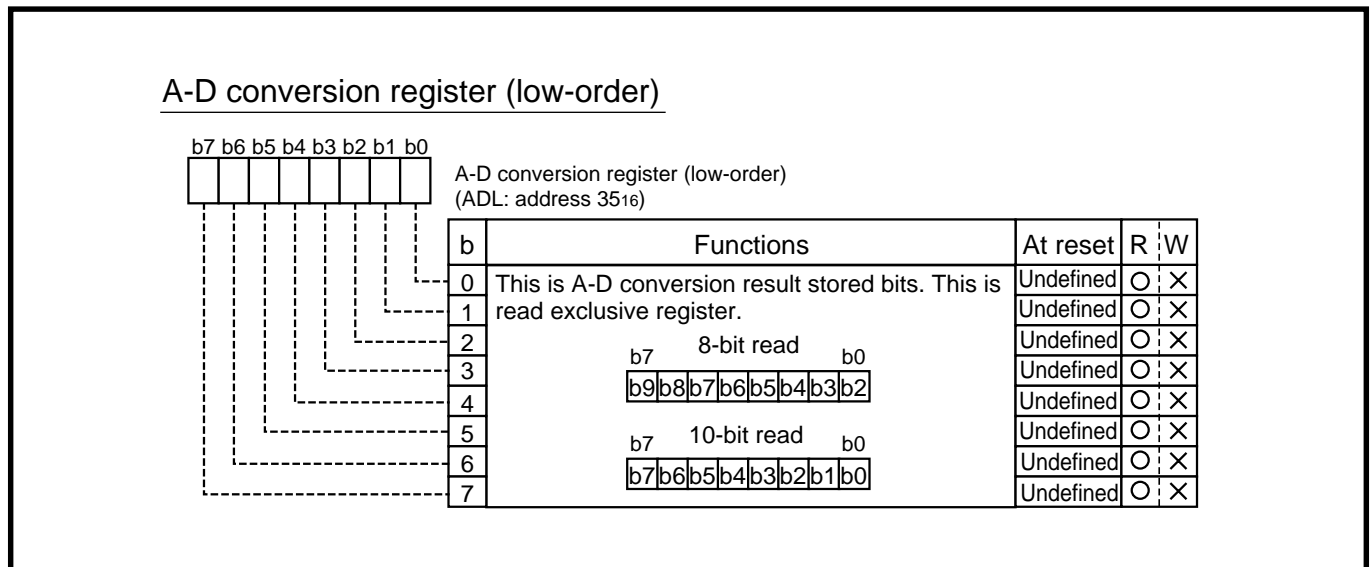 A-D conversion register (low-order)
b7 b6 b5 b4 b3 b2 b1 b0
A-D conversion register (low-order)
(ADL: address 35₁₆)
b Functions At reset R W
0 This is A-D conversion result stored bits. This is Undefined ○ ×
1 read exclusive register. Undefined ○ ×
2 Undefined ○ ×
8-bit read
b7 b0
3 Undefined ○ ×
b9 b8 b7 b6 b5 b4 b3 b2
4 Undefined ○ ×
5 Undefined ○ ×
10-bit read
b7 b0
6 Undefined ○ ×
b7 b6 b5 b4 b3 b2 b1 b0
7 Undefined ○ ×